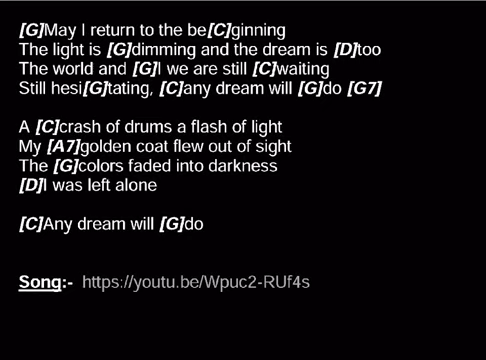 [G]May I return to the be[C]ginning
The light is [G]dimming and the dream is [D]too
The world and [G]I we are still [C]waiting
Still hesi[G]tating, [C]any dream will [G]do [G7]
A [C]crash of drums a flash of light
My [A7]golden coat flew out of sight
The [G]colors faded into darkness
[D]I was left alone
[C]Any dream will [G]do
Song:- https://youtu.be/Wpuc2-RUf4s